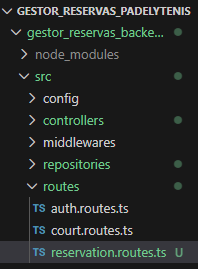 GESTOR_RESERVAS_PADELYTENIS
gestor_reservas_backe...
node_modules
src
config
controllers
middlewares
repositories
routes
TS auth.routes.ts
TS court.routes.ts
TS reservation.routes.ts U